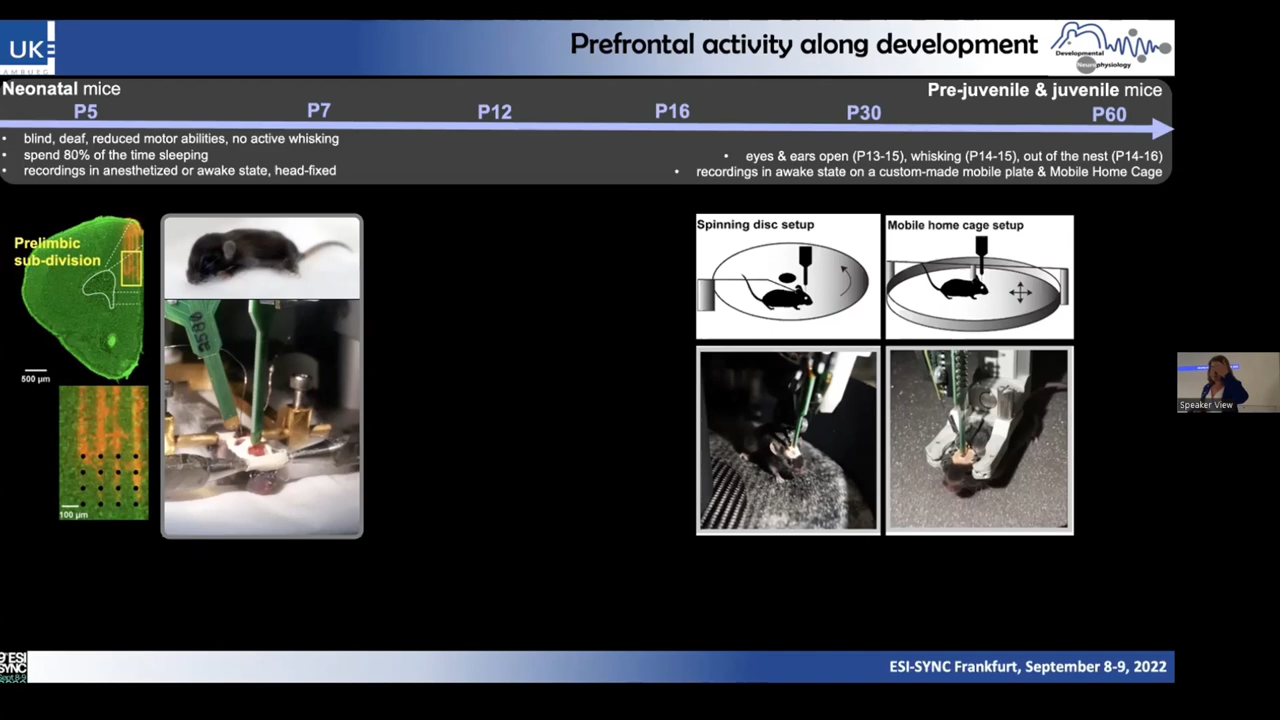 UKE
HAMBURG
Prefrontal activity along development
Developmental
Neurophysiology
Neonatal mice
Pre-juvenile & juvenile mice
P5
P7
P12
P16
P30
P60
• blind, deaf, reduced motor abilities, no active whisking
• spend 80% of the time sleeping
• recordings in anesthetized or awake state, head-fixed
• eyes & ears open (P13-15), whisking (P14-15), out of the nest (P14-16)
• recordings in awake state on a custom-made mobile plate & Mobile Home Cage
Prelimbic
sub-division
500 µm
100 µm
Spinning disc setup
Mobile home cage setup
Speaker View
ESI
SYNC
ESI-SYNC Frankfurt, September 8-9, 2022